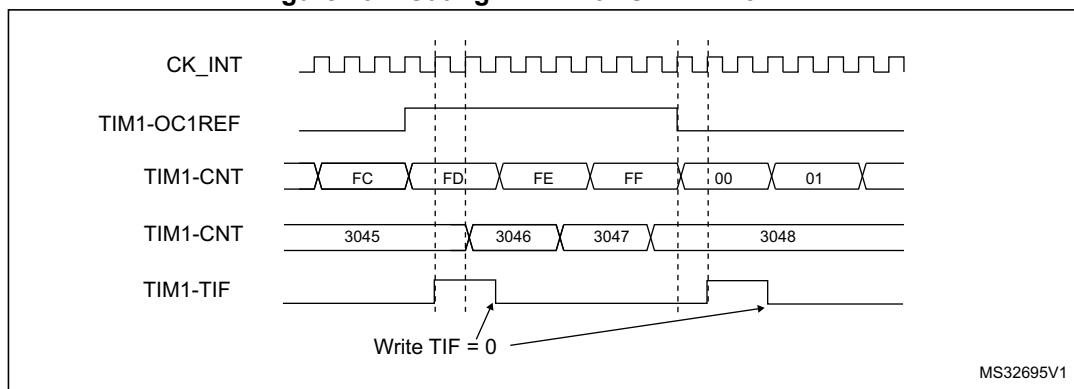 CK_INT
TIM1-OC1REF
TIM1-CNT FC FD FE FF 00 01
TIM1-CNT 3045 3046 3047 3048
TIM1-TIF
Write TIF = 0
MS32695V1